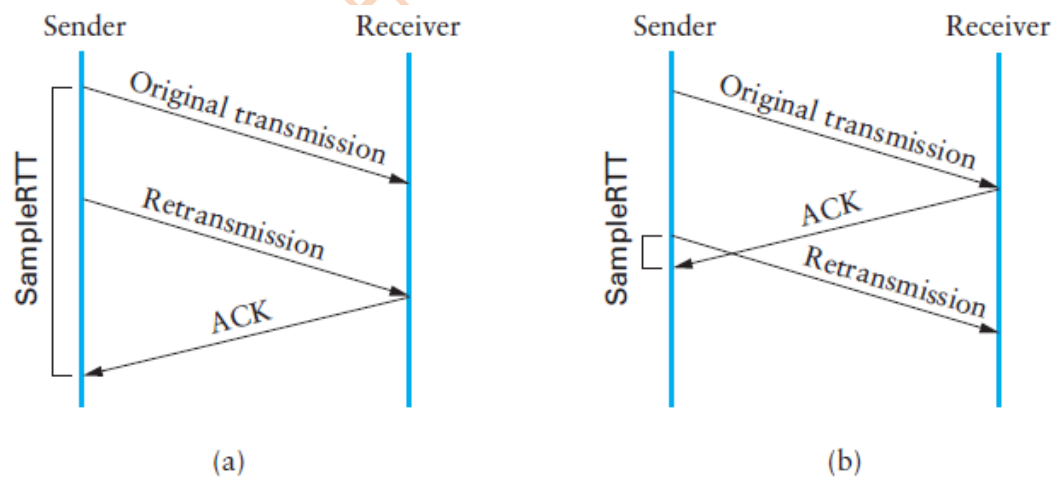 Sender
Receiver
Original transmission
Retransmission
ACK
SampleRTT
(a)
Sender
Receiver
Original transmission
ACK
Retransmission
SampleRTT
(b)